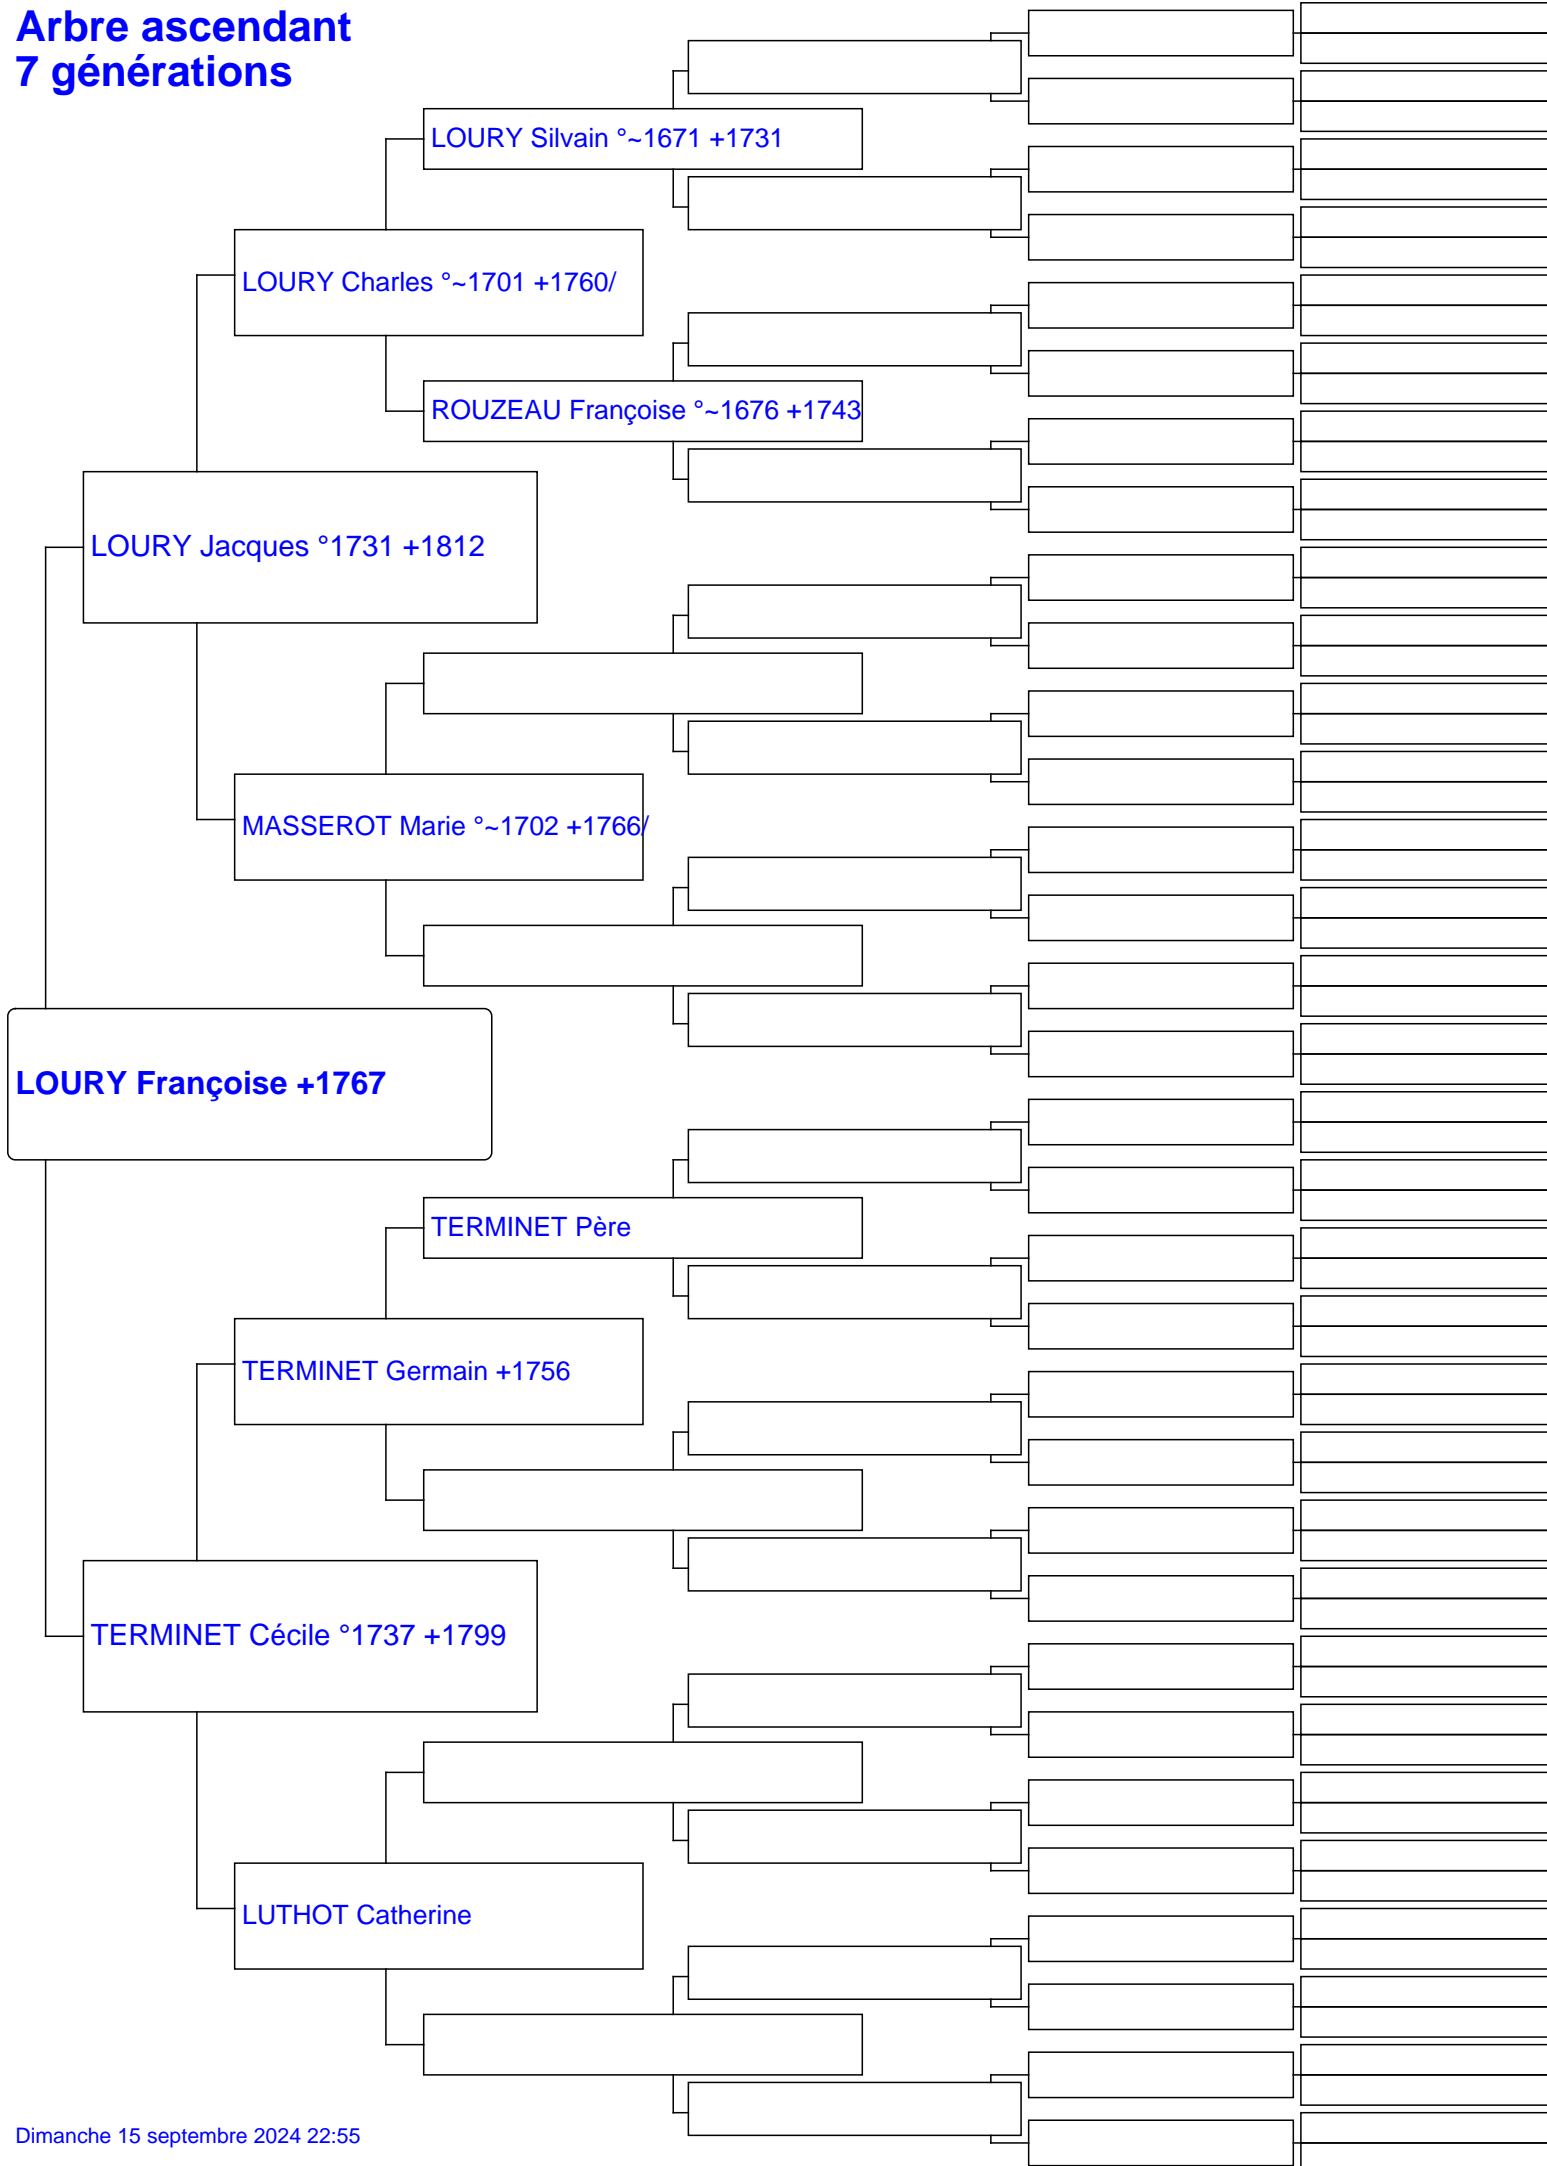 Arbre ascendant
7 générations
LOURY Silvain °~1671 +1731
LOURY Charles °~1701 +1760/
ROUZEAU Françoise °~1676 +1743
LOURY Jacques °1731 +1812
MASSEROT Marie °~1702 +1766/
LOURY Françoise +1767
TERMINET Père
TERMINET Germain +1756
TERMINET Cécile °1737 +1799
LUTHOT Catherine
Dimanche 15 septembre 2024 22:55